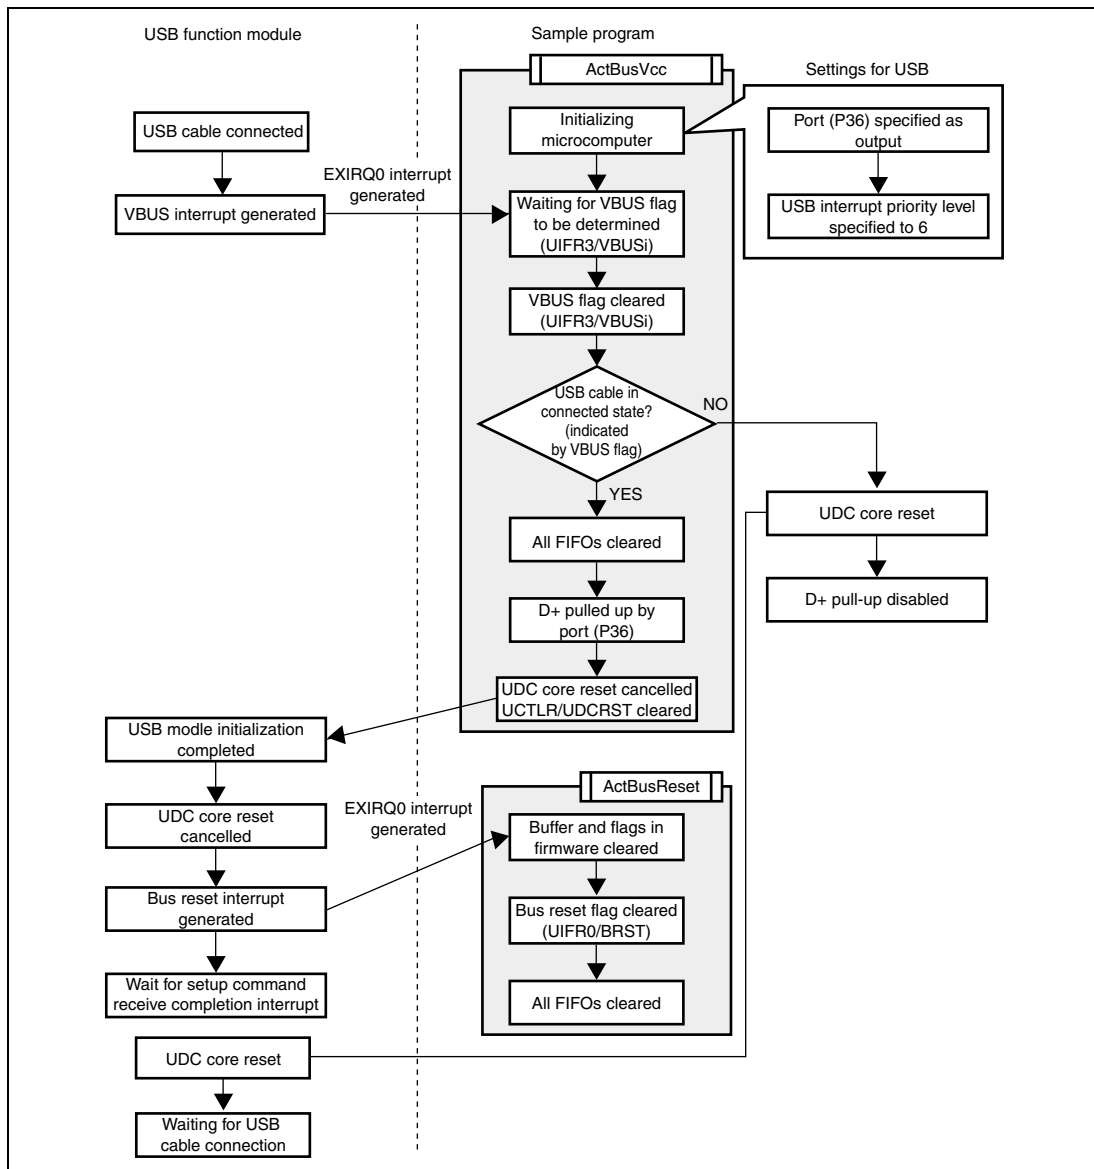 USB function module
Sample program
ActBusVcc
Settings for USB
USB cable connected
Initializing
microcomputer
Port (P36) specified as
output
EXIRQ0 interrupt
generated
VBUS interrupt generated
Waiting for VBUS flag
to be determined
(UIFR3/VBUSi)
USB interrupt priority level
specified to 6
VBUS flag cleared
(UIFR3/VBUSi)
USB cable in
connected state?
(indicated
by VBUS flag)
NO
YES
UDC core reset
All FIFOs cleared
D+ pull-up disabled
D+ pulled up by
port (P36)
UDC core reset cancelled
UCTLR/UDCRST cleared
USB modle initialization
completed
ActBusReset
EXIRQ0 interrupt
generated
UDC core reset
cancelled
Buffer and flags in
firmware cleared
Bus reset interrupt
generated
Bus reset flag cleared
(UIFR0/BRST)
Wait for setup command
receive completion interrupt
All FIFOs cleared
UDC core reset
Waiting for USB
cable connection